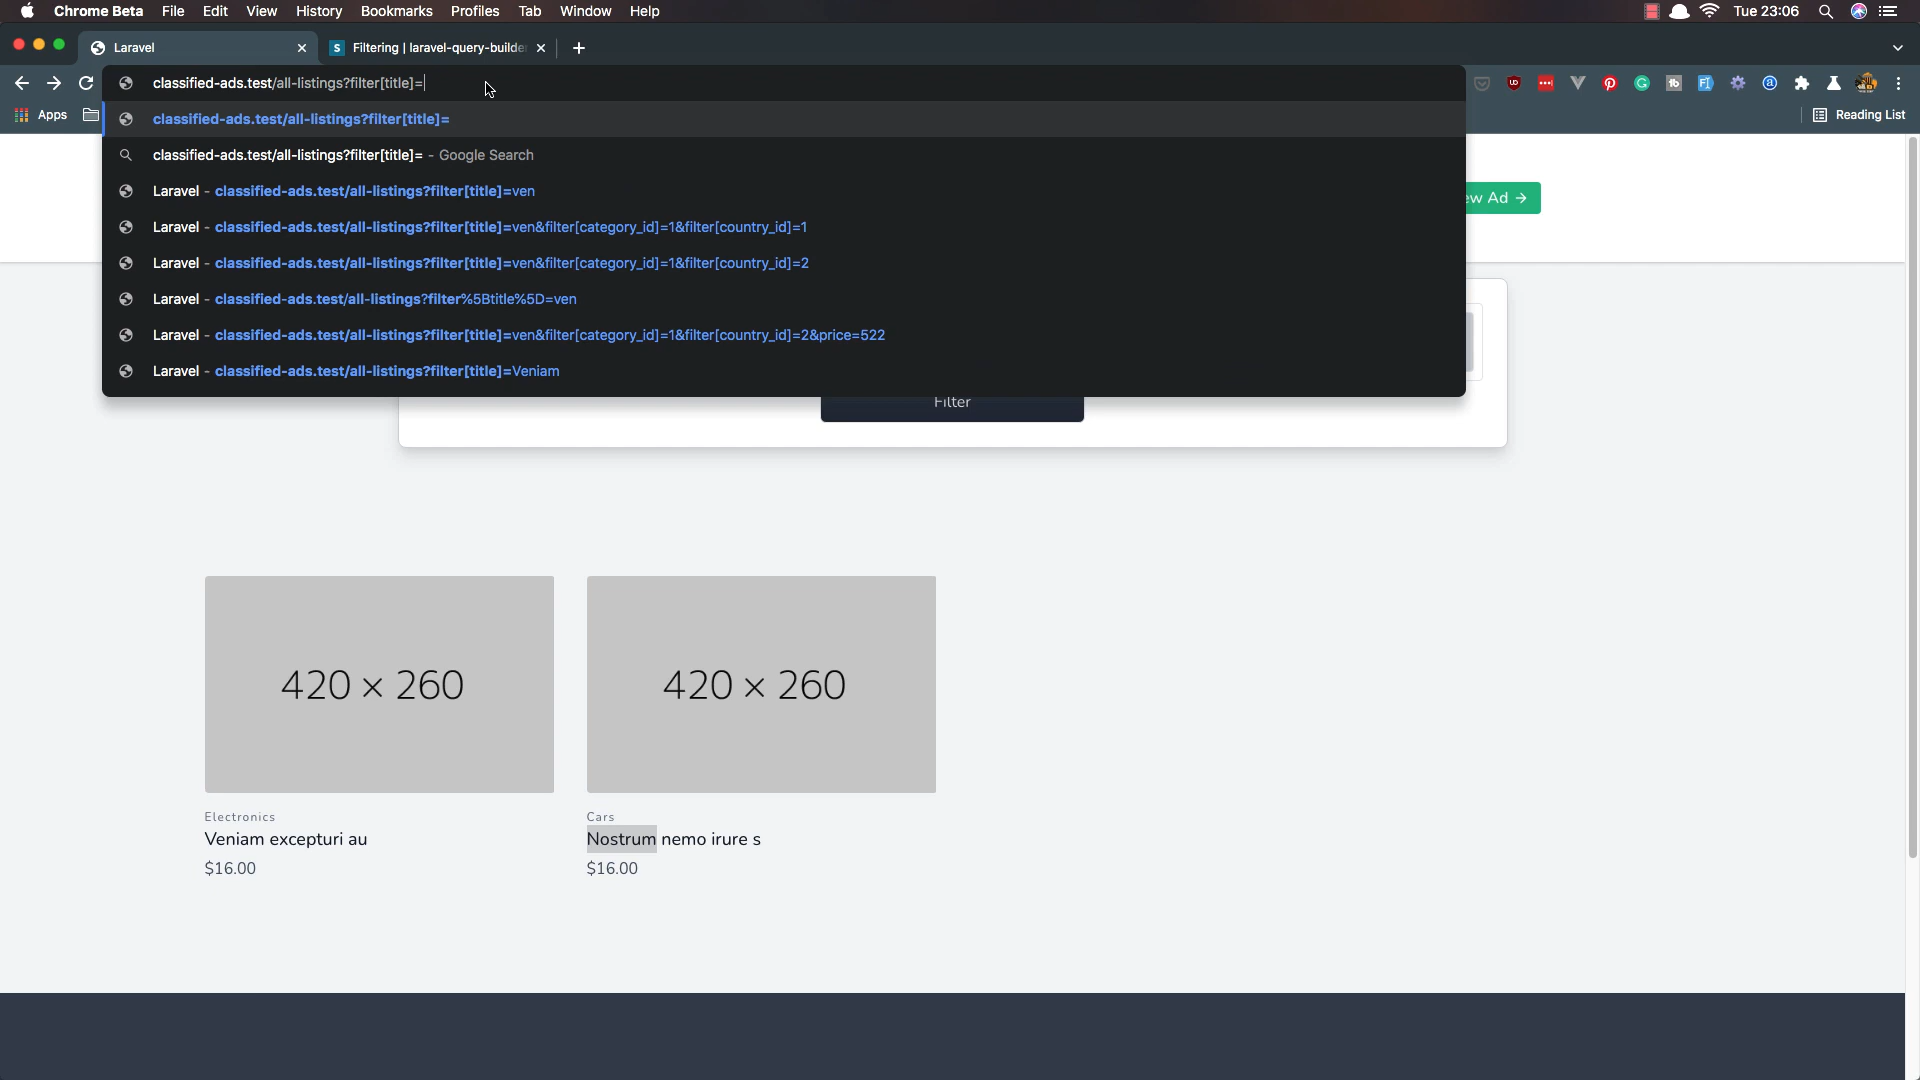 Chrome Beta File Edit View History Bookmarks Profiles Tab Window Help Tue 23:06
Laravel Filtering | laravel-query-builde
classified-ads.test/all-listings?filter[title]=
Apps Reading List
classified-ads.test/all-listings?filter[title]=
classified-ads.test/all-listings?filter[title]= - Google Search
Laravel - classified-ads.test/all-listings?filter[title]=ven
ew Ad →
Laravel - classified-ads.test/all-listings?filter[title]=ven&filter[category_id]=1&filter[country_id]=1
Laravel - classified-ads.test/all-listings?filter[title]=ven&filter[category_id]=1&filter[country_id]=2
Laravel - classified-ads.test/all-listings?filter%5Btitle%5D=ven
Laravel - classified-ads.test/all-listings?filter[title]=ven&filter[category_id]=1&filter[country_id]=2&price=522
Laravel - classified-ads.test/all-listings?filter[title]=Veniam
Filter
420 × 260
420 × 260
Electronics
Veniam excepturi au
$16.00
Cars
Nostrum nemo irure s
$16.00